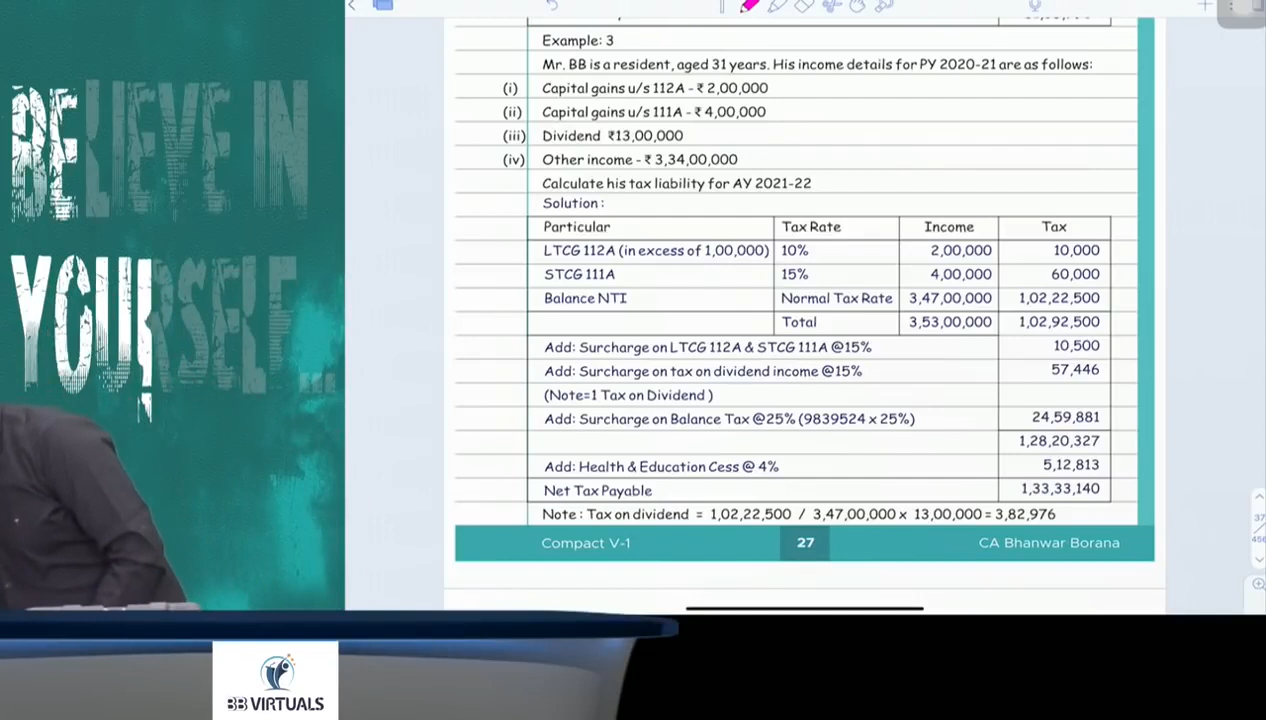 BELIEVE IN
YOURSELF...
Example: 3
Mr. BB is a resident, aged 31 years. His income details for PY 2020-21 are as follows:
(i) Capital gains u/s 112A - ₹ 2,00,000
(ii) Capital gains u/s 111A - ₹ 4,00,000
(iii) Dividend ₹13,00,000
(iv) Other income - ₹ 3,34,00,000
Calculate his tax liability for AY 2021-22
Solution :
Particular Tax Rate Income Tax
LTCG 112A (in excess of 1,00,000) 10% 2,00,000 10,000
STCG 111A 15% 4,00,000 60,000
Balance NTI Normal Tax Rate 3,47,00,000 1,02,22,500
Total 3,53,00,000 1,02,92,500
Add: Surcharge on LTCG 112A & STCG 111A @15% 10,500
Add: Surcharge on tax on dividend income @15% 57,446
(Note=1 Tax on Dividend )
Add: Surcharge on Balance Tax @25% (9839524 x 25%) 24,59,881
1,28,20,327
Add: Health & Education Cess @ 4% 5,12,813
Net Tax Payable 1,33,33,140
Note : Tax on dividend = 1,02,22,500 / 3,47,00,000 x 13,00,000 = 3,82,976
Compact V-1 27 CA Bhanwar Borana
37
456
BB VIRTUALS